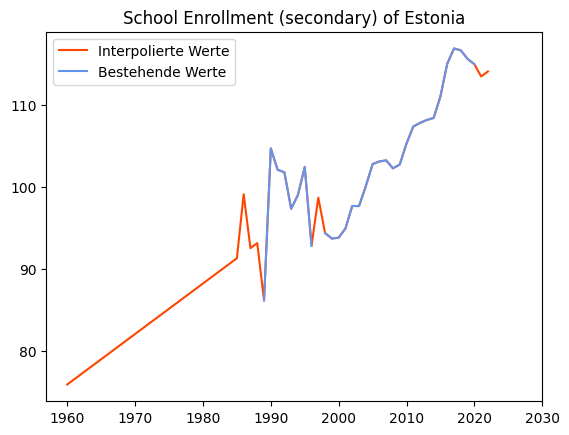 School Enrollment (secondary) of Estonia
Interpolierte Werte
Bestehende Werte
110
100
90
80
1960 1970 1980 1990 2000 2010 2020 2030